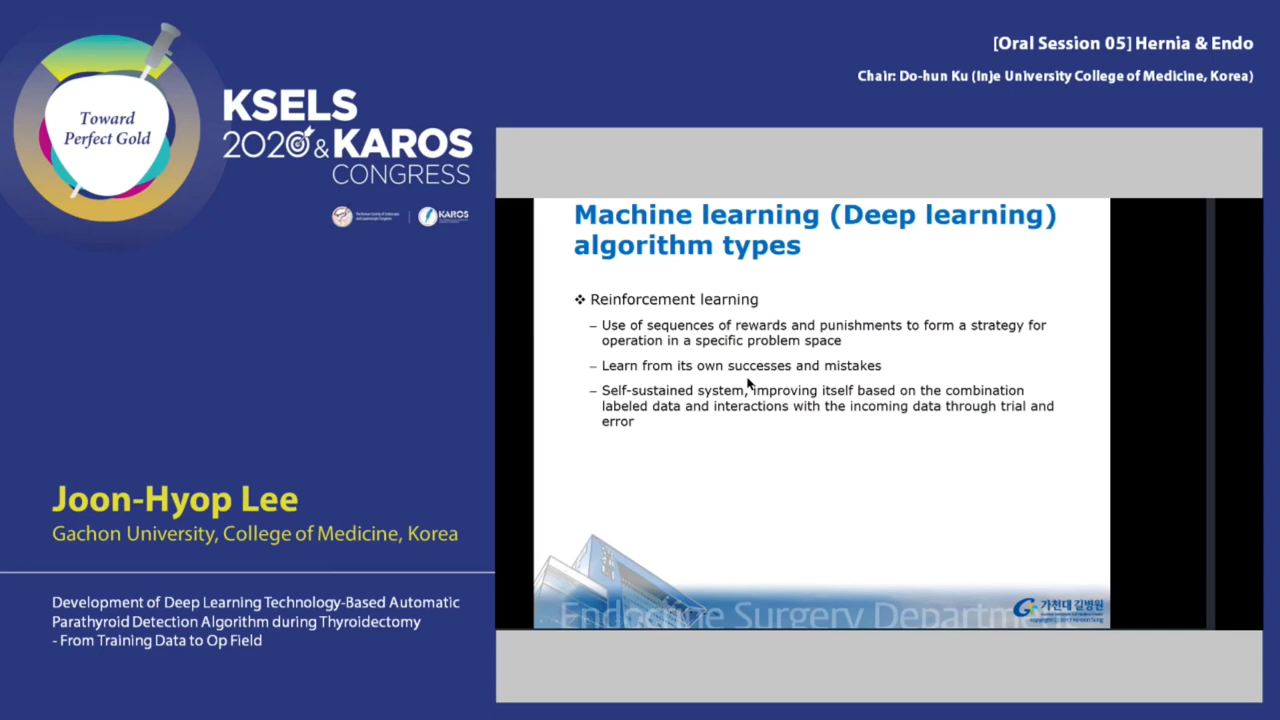 [Oral Session 05] Hernia & Endo
Chair: Do-hun Ku (Inje University College of Medicine, Korea)
Toward
Perfect Gold
KSELS
2020 & KAROS
CONGRESS
KAROS
Machine learning (Deep learning)
algorithm types
❖ Reinforcement learning
– Use of sequences of rewards and punishments to form a strategy for
operation in a specific problem space
– Learn from its own successes and mistakes
– Self-sustained system, improving itself based on the combination
labeled data and interactions with the incoming data through trial and
error
Endocrine Surgery Departm
가천대 길병원
Joon-Hyop Lee
Gachon University, College of Medicine, Korea
Development of Deep Learning Technology-Based Automatic
Parathyroid Detection Algorithm during Thyroidectomy
- From Training Data to Op Field